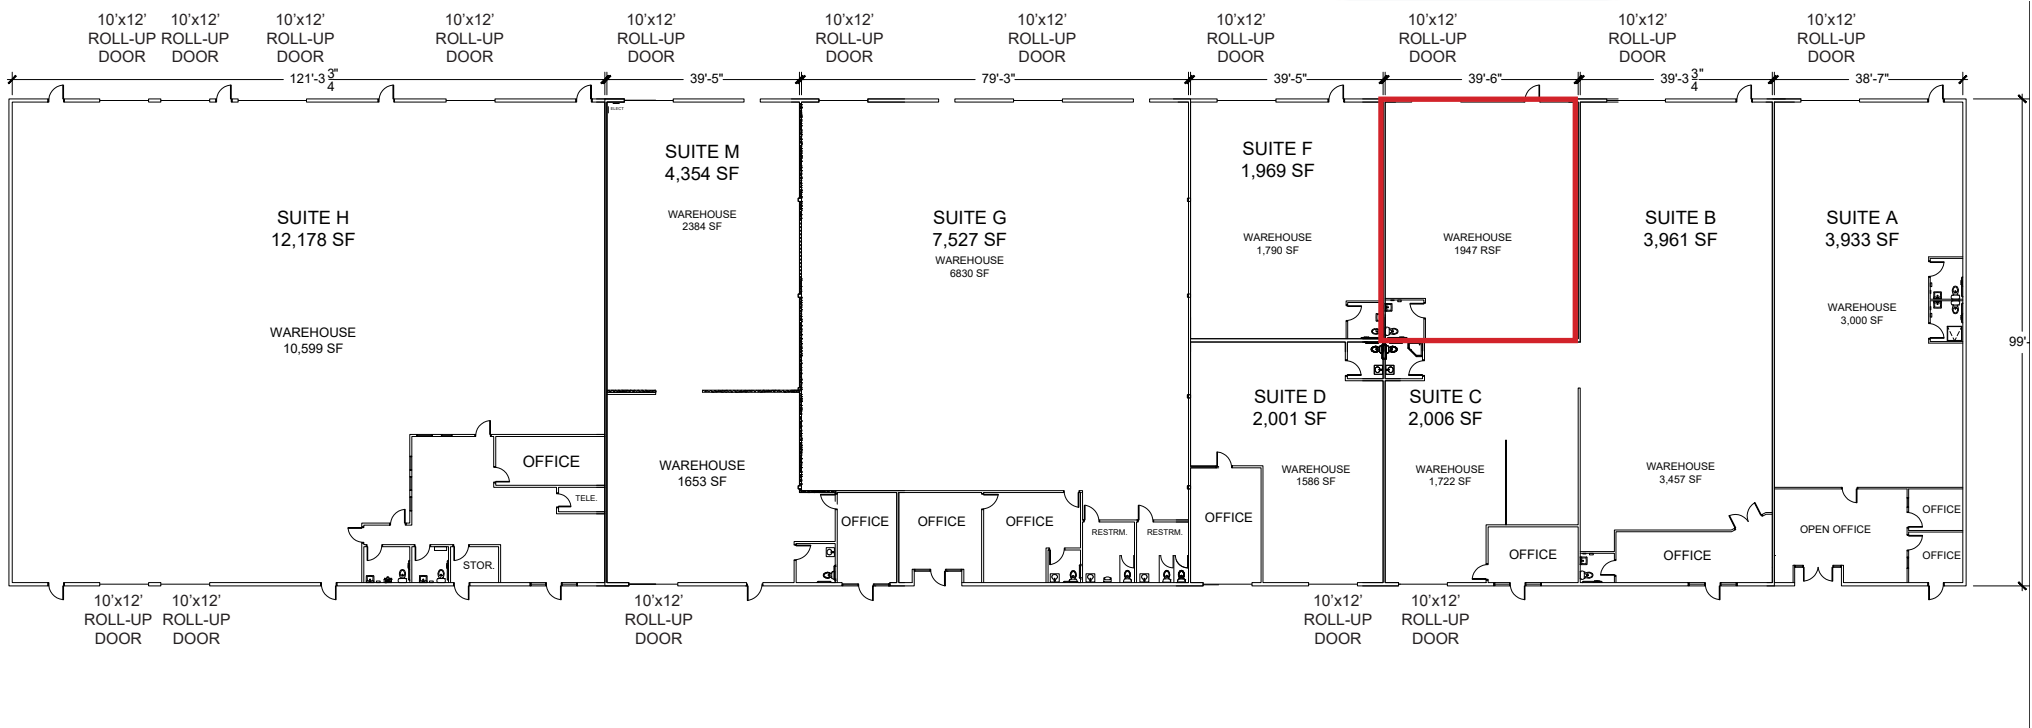 10'x12'
ROLL-UP
DOOR
10'x12'
ROLL-UP
DOOR
10'x12'
ROLL-UP
DOOR
10'x12'
ROLL-UP
DOOR
10'x12'
ROLL-UP
DOOR
10'x12'
ROLL-UP
DOOR
10'x12'
ROLL-UP
DOOR
10'x12'
ROLL-UP
DOOR
10'x12'
ROLL-UP
DOOR
10'x12'
ROLL-UP
DOOR
10'x12'
ROLL-UP
DOOR
121'-3 3/4"
39'-5"
79'-3"
39'-5"
39'-6"
39'-3 3/4"
38'-7"
ELECT
SUITE H
12,178 SF
WAREHOUSE
10,599 SF
OFFICE
TELE.
STOR.
SUITE M
4,354 SF
WAREHOUSE
2384 SF
WAREHOUSE
1653 SF
SUITE G
7,527 SF
WAREHOUSE
6830 SF
OFFICE
OFFICE
OFFICE
RESTRM.
RESTRM.
SUITE F
1,969 SF
WAREHOUSE
1,790 SF
SUITE D
2,001 SF
WAREHOUSE
1586 SF
OFFICE
WAREHOUSE
1947 RSF
SUITE C
2,006 SF
WAREHOUSE
1,722 SF
OFFICE
SUITE B
3,961 SF
WAREHOUSE
3,457 SF
OFFICE
SUITE A
3,933 SF
WAREHOUSE
3,000 SF
OPEN OFFICE
OFFICE
OFFICE
99'-
10'x12'
ROLL-UP
DOOR
10'x12'
ROLL-UP
DOOR
10'x12'
ROLL-UP
DOOR
10'x12'
ROLL-UP
DOOR
10'x12'
ROLL-UP
DOOR